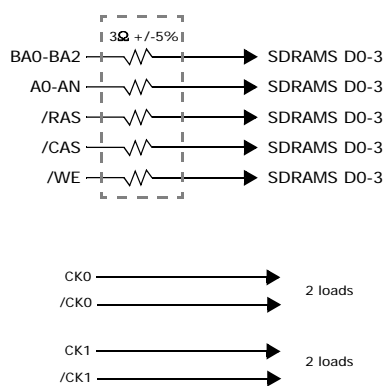 3Ω +/-5%
BA0-BA2 SDRAMS D0-3
A0-AN SDRAMS D0-3
/RAS SDRAMS D0-3
/CAS SDRAMS D0-3
/WE SDRAMS D0-3
CK0
/CK0
2 loads
CK1
/CK1
2 loads